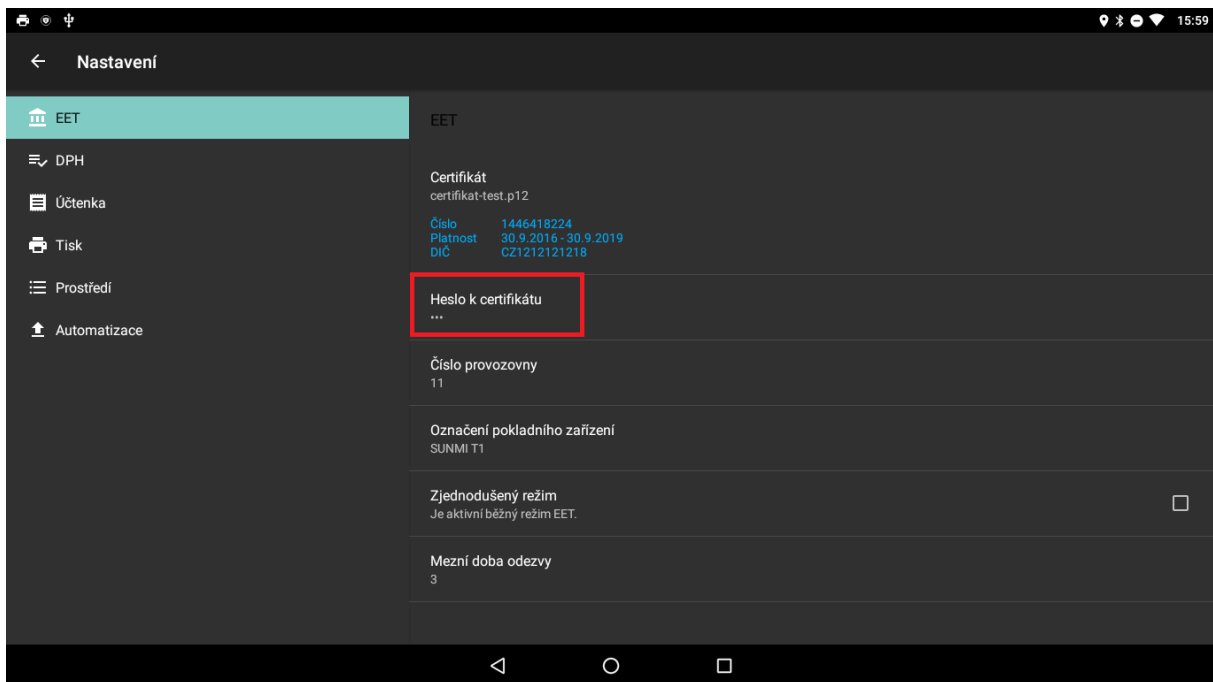 15:59
Nastavení
EET
DPH
Účtenka
Tisk
Prostředí
Automatizace
EET
Certifikát
certifikat-test.p12
Číslo 1446418224
Platnost 30.9.2016 - 30.9.2019
DIČ CZ1212121218
Heslo k certifikátu
•••
Číslo provozovny
11
Označení pokladního zařízení
SUNMI T1
Zjednodušený režim
Je aktivní běžný režim EET.
Mezní doba odezvy
3